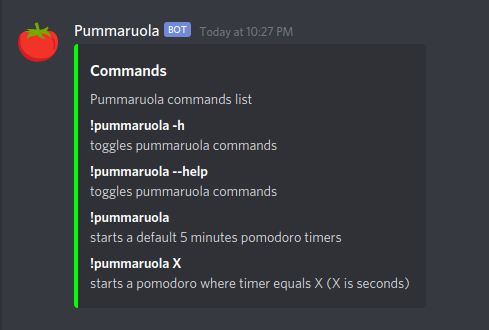 Pummaruola BOT Today at 10:27 PM
Commands
Pummaruola commands list
!pummaruola -h
toggles pummaruola commands
!pummaruola --help
toggles pummaruola commands
!pummaruola
starts a default 5 minutes pomodoro timers
!pummaruola X
starts a pomodoro where timer equals X (X is seconds)